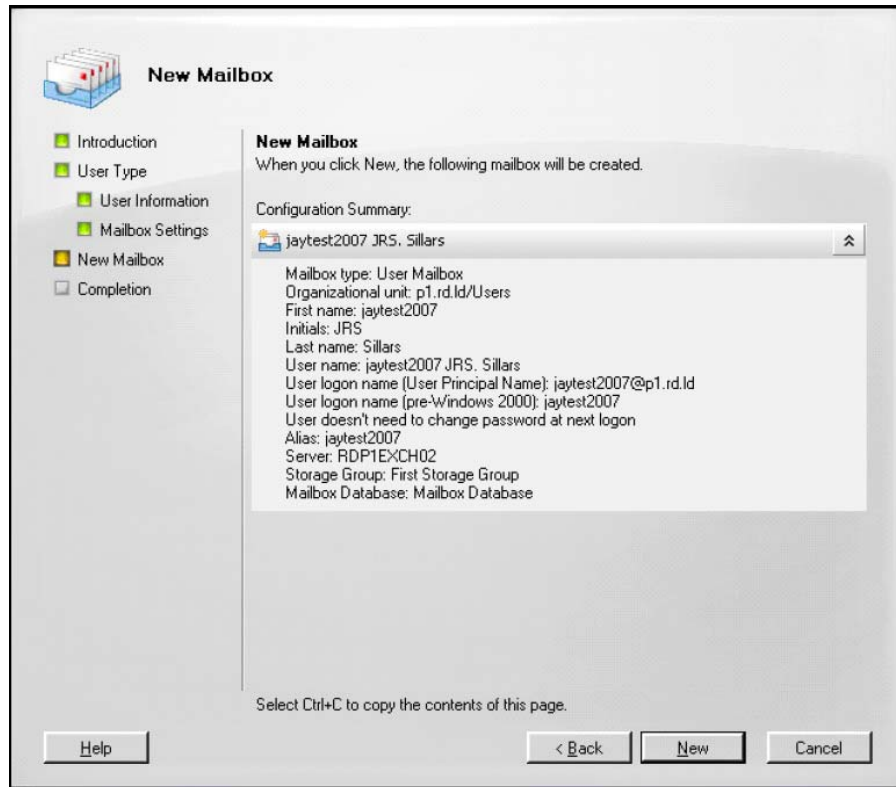 New Mailbox
Introduction
User Type
User Information
Mailbox Settings
New Mailbox
Completion
New Mailbox
When you click New, the following mailbox will be created.
Configuration Summary:
jaytest2007 JRS. Sillars
Mailbox type: User Mailbox
Organizational unit: p1.rd.ld/Users
First name: jaytest2007
Initials: JRS
Last name: Sillars
User name: jaytest2007 JRS. Sillars
User logon name (User Principal Name): jaytest2007@p1.rd.ld
User logon name (pre-Windows 2000): jaytest2007
User doesn't need to change password at next logon
Alias: jaytest2007
Server: RDP1EXCH02
Storage Group: First Storage Group
Mailbox Database: Mailbox Database
Select Ctrl+C to copy the contents of this page.
Help
< Back
New
Cancel